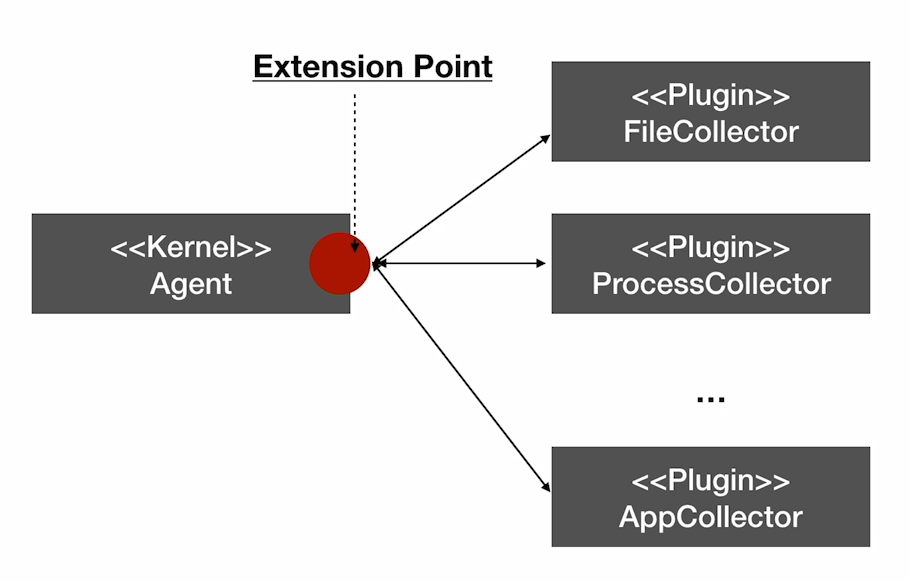 Extension Point
<<Plugin>>
FileCollector
<<Kernel>>
Agent
<<Plugin>>
ProcessCollector
...
<<Plugin>>
AppCollector